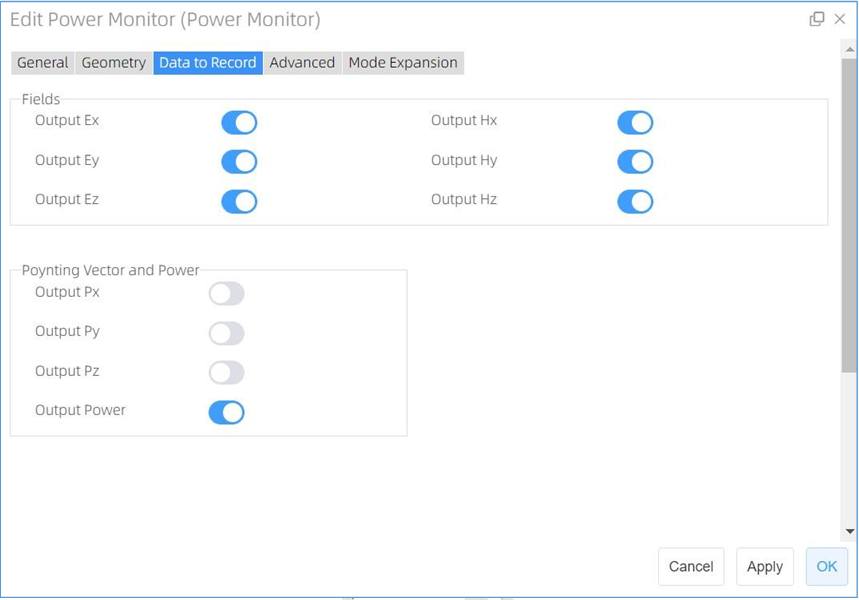 Edit Power Monitor (Power Monitor)
General Geometry Data to Record Advanced Mode Expansion
Fields
Output Ex Output Hx
Output Ey Output Hy
Output Ez Output Hz
Poynting Vector and Power
Output Px
Output Py
Output Pz
Output Power
Cancel Apply OK